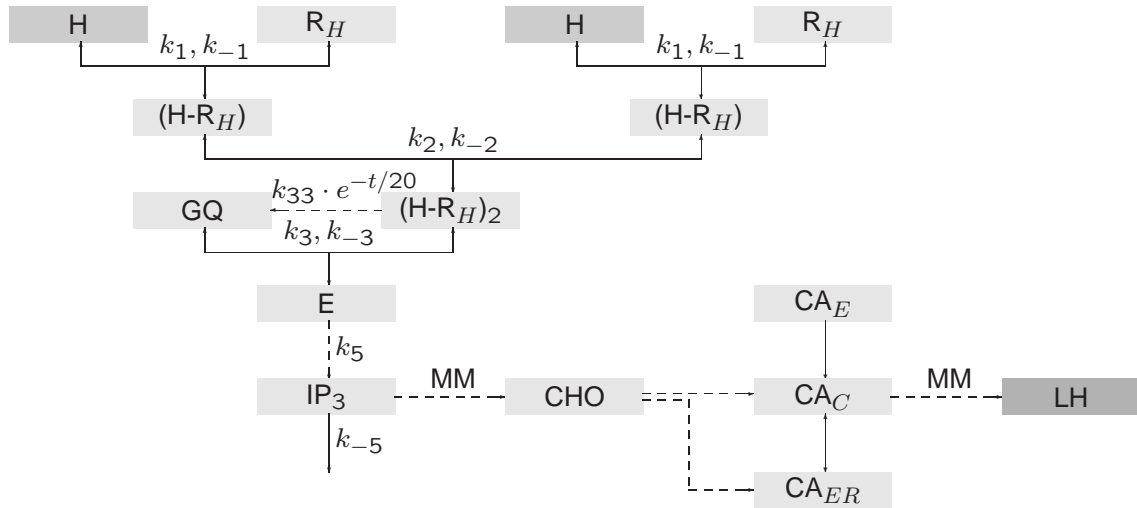 H R_H H R_H
k_1, k_{-1} k_1, k_{-1}
(H-R_H) (H-R_H)
k_2, k_{-2}
k_{33} · e^{-t/20}
GQ (H-R_H)_2
k_3, k_{-3}
E CA_E
k_5
MM MM
IP_3 CHO CA_C LH
k_{-5}
CA_{ER}